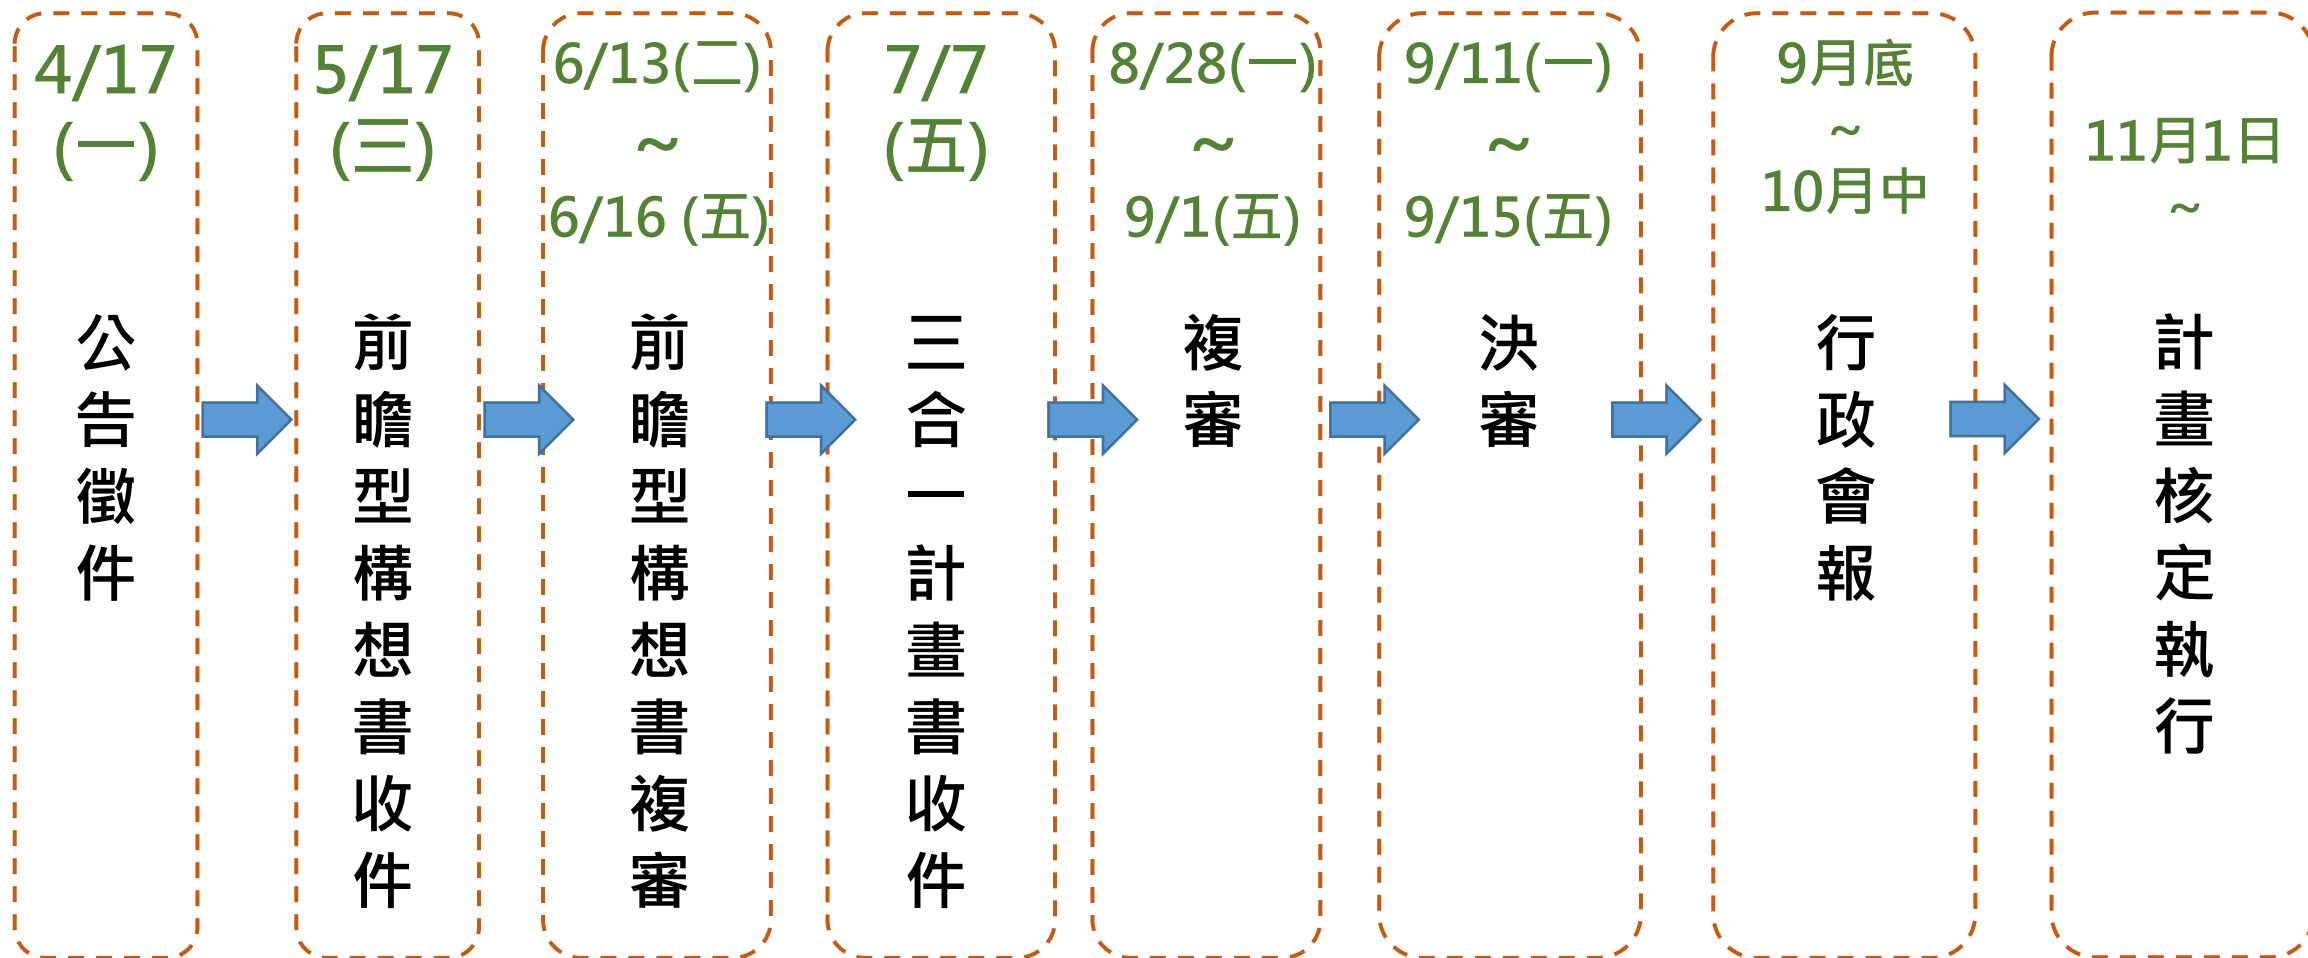 4/17
(一)
公告徵件
5/17
(三)
前瞻型構想書收件
6/13(二)
~
6/16 (五)
前瞻型構想書複審
7/7
(五)
三合一計畫書收件
8/28(一)
~
9/1(五)
複審
9/11(一)
~
9/15(五)
決審
9月底
~
10月中
行政會報
11月1日
~
計畫核定執行